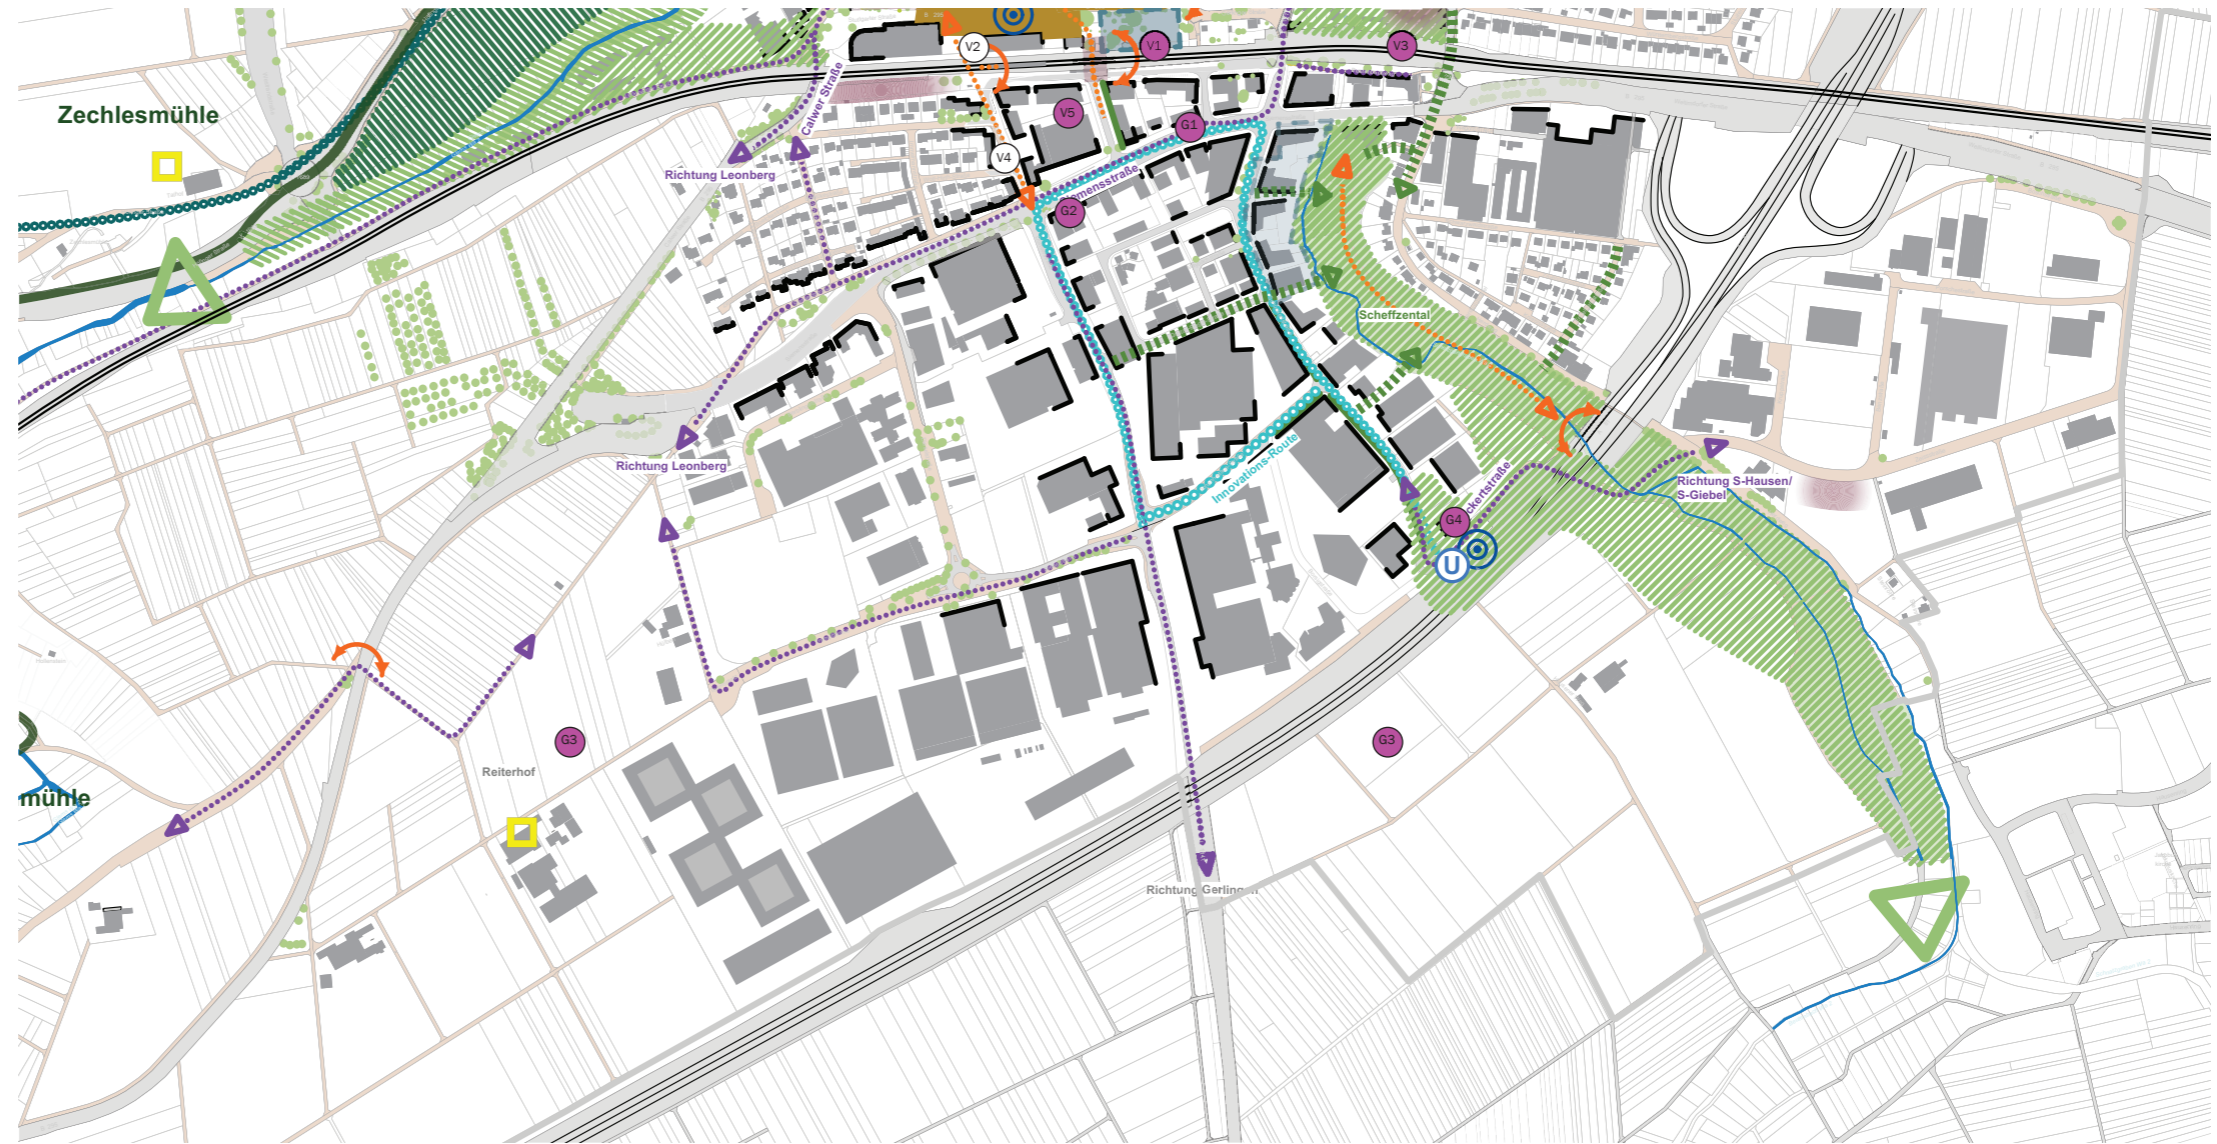 V2
V1
V3
Calwer Straße
Zechlesmühle
V5
G1
V4
Richtung Leonberg
Siemensstraße
G2
Scheffzental
Richtung Leonberg
Innovations-Route
Richtung S-Hausen/
S-Giebel
G4
U
G3
G3
Reiterhof
mühle